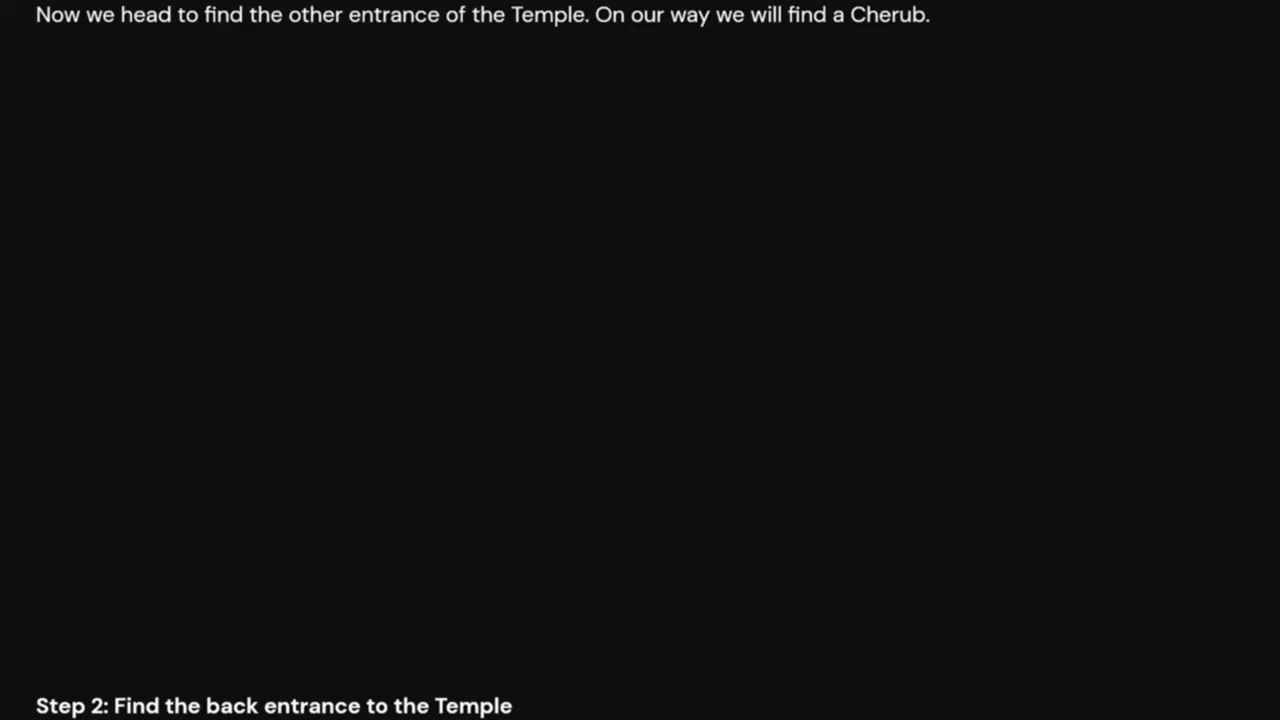 Now we head to find the other entrance of the Temple. On our way we will find a Cherub.
Step 2: Find the back entrance to the Temple